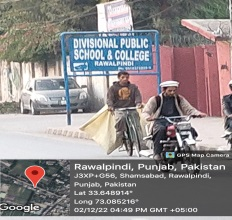 DIVISIONAL PUBLIC
SCHOOL & COLLEGE
RAWALPINDI
GPS Map Camera
Rawalpindi, Punjab, Pakistan
J3XP+G56, Shamsabad, Rawalpindi,
Punjab, Pakistan
Lat 33.648914°
Long 73.085216°
02/12/22 04:49 PM GMT +05:00
Google